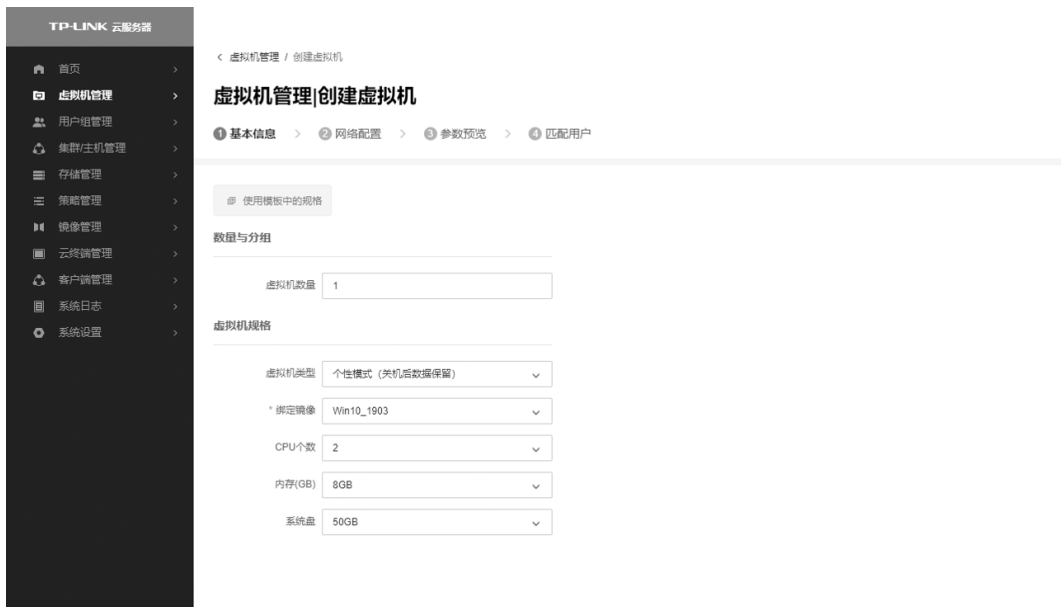 TP-LINK 云服务器
首页
虚拟机管理
用户组管理
集群/主机管理
存储管理
策略管理
镜像管理
云终端管理
客户端管理
系统日志
系统设置
< 虚拟机管理 / 创建虚拟机
虚拟机管理|创建虚拟机
1 基本信息 > 2 网络配置 > 3 参数预览 > 4 匹配用户
使用模板中的规格
数量与分组
虚拟机数量 1
虚拟机规格
虚拟机类型 个性模式（关机后数据保留）
* 绑定镜像 Win10_1903
CPU个数 2
内存(GB) 8GB
系统盘 50GB